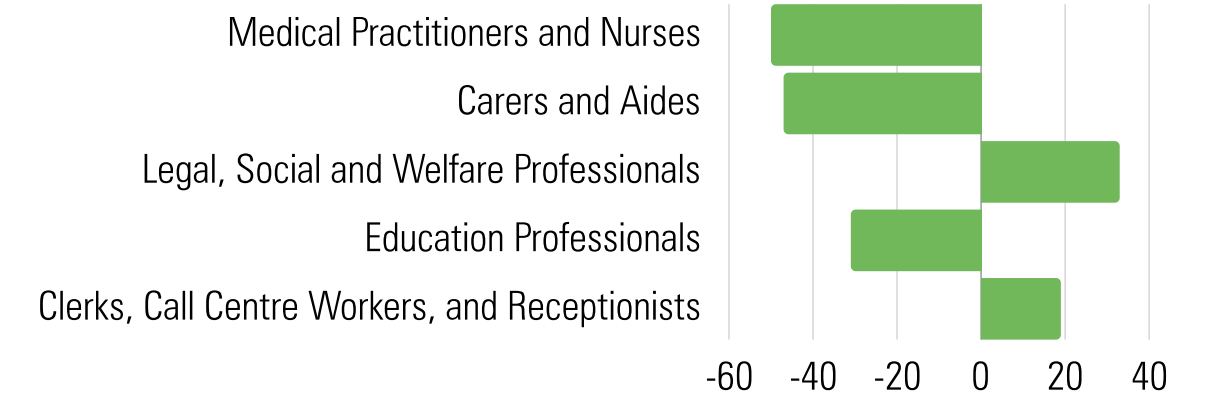 Medical Practitioners and Nurses
Carers and Aides
Legal, Social and Welfare Professionals
Education Professionals
Clerks, Call Centre Workers, and Receptionists
-60 -40 -20 0 20 40